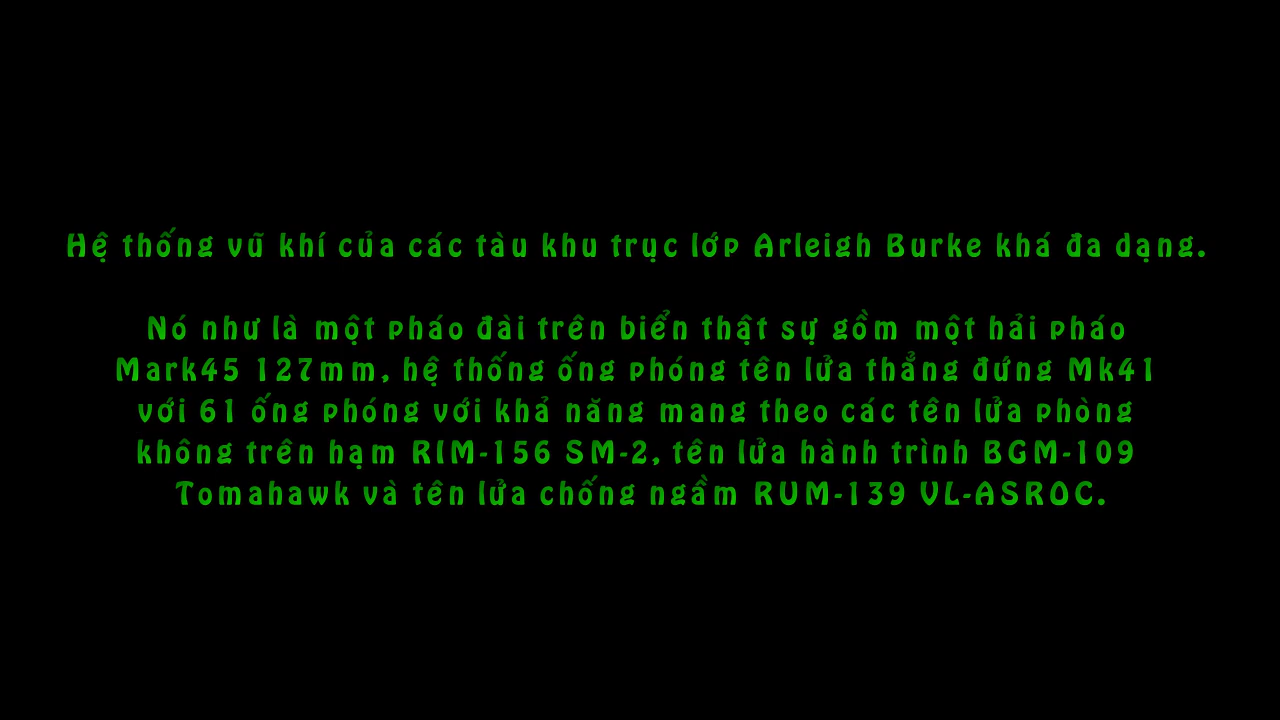 Hệ thống vũ khí của các tàu khu trục lớp Arleigh Burke khá đa dạng.
Nó như là một pháo đài trên biển thật sự gồm một hải pháo
Mark45 127mm, hệ thống ống phóng tên lửa thẳng đứng Mk41
với 61 ống phóng với khả năng mang theo các tên lửa phòng
không trên hạm RIM-156 SM-2, tên lửa hành trình BGM-109
Tomahawk và tên lửa chống ngầm RUM-139 VL-ASROC.